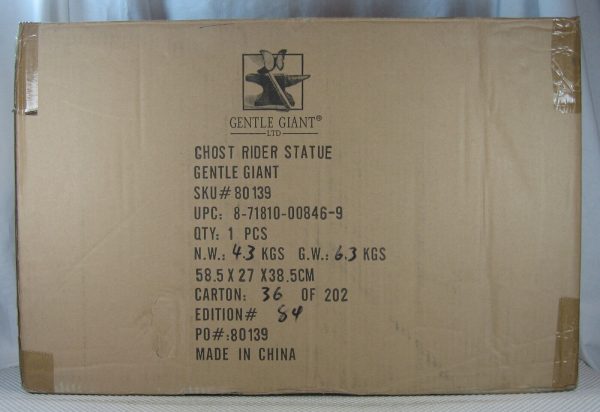 GENTLE GIANT®
LTD
GHOST RIDER STATUE
GENTLE GIANT
SKU# 80139
UPC: 8-71810-00846-9
QTY: 1 PCS
N.W.: 4.3 KGS G.W.: 6.3 KGS
58.5 X 27 X38.5CM
CARTON: 36 OF 202
EDITION# 84
PO#:80139
MADE IN CHINA